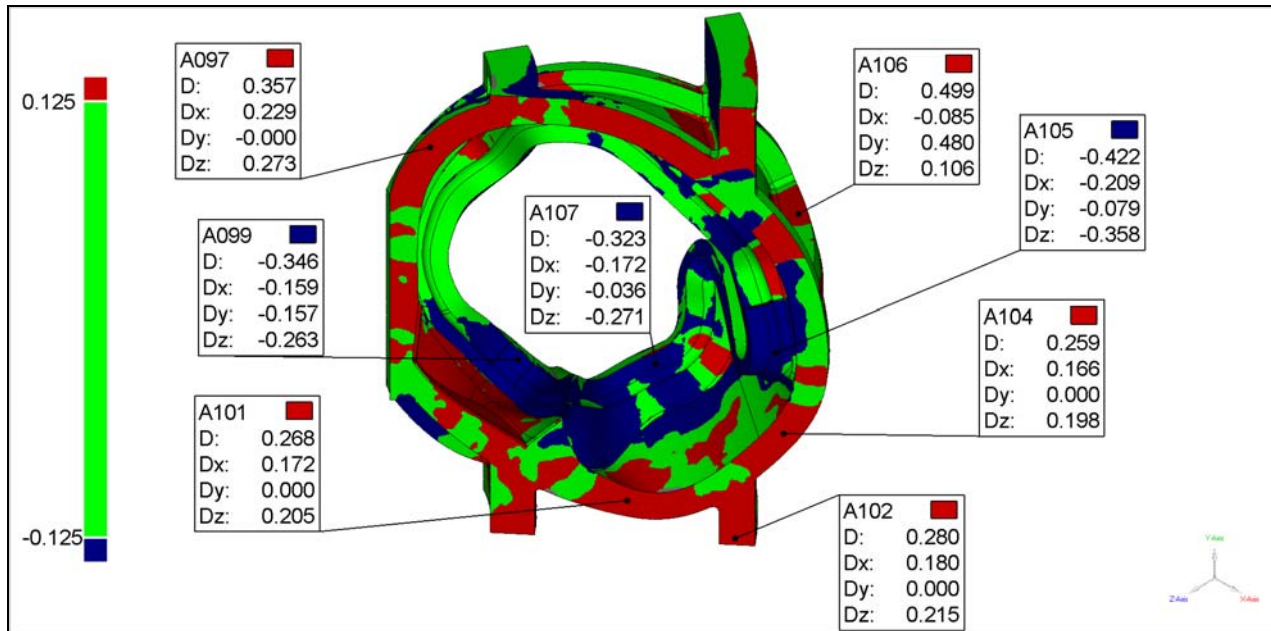 0.125
-0.125
A097
D: 0.357
Dx: 0.229
Dy: -0.000
Dz: 0.273
A099
D: -0.346
Dx: -0.159
Dy: -0.157
Dz: -0.263
A101
D: 0.268
Dx: 0.172
Dy: 0.000
Dz: 0.205
A107
D: -0.323
Dx: -0.172
Dy: -0.036
Dz: -0.271
A106
D: 0.499
Dx: -0.085
Dy: 0.480
Dz: 0.106
A105
D: -0.422
Dx: -0.209
Dy: -0.079
Dz: -0.358
A104
D: 0.259
Dx: 0.166
Dy: 0.000
Dz: 0.198
A102
D: 0.280
Dx: 0.180
Dy: 0.000
Dz: 0.215
Y-Axis
Z-Axis
X-Axis